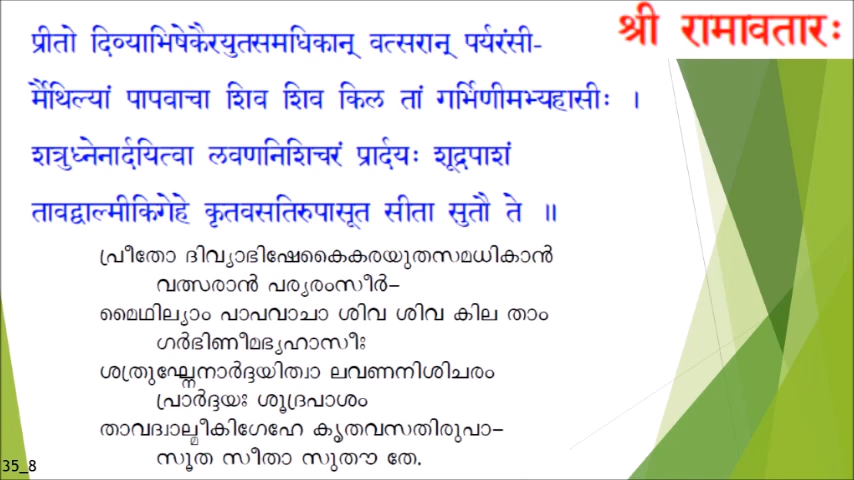 श्री रामावतारः
प्रीतो दिव्याभिषेकैरयुतसमधिकान् वत्सरान् पर्यरंसी-
र्मैथिल्यां पापवाचा शिव शिव किल तां गर्भिणीमभ्यहासीः ।
शत्रुघ्नेनार्दयित्वा लवणनिशिचरं प्रार्दयः शूद्रपाशं
तावद्वाल्मीकिगेहे कृतवसतिरुपासूत सीता सुतौ ते ॥
പ്രീതോ ദിവ്യാഭിഷേകൈകരയുതസമധികാൻ
വത്സരാൻ പര്യരംസീർ-
മൈഥില്യാം പാപവാചാ ശിവ ശിവ കില താം
ഗർഭിണീമഭ്യഹാസീഃ
ശത്രുഘ്നേനാർദ്ദയിത്വാ ലവണനിശിചരം
പ്രാർദ്ദയഃ ശൂദ്രപാശം
താവദ്വാല്മീകിഗേഹേ കൃതവസതിരുപാ-
സൂത സീതാ സുതൗ തേ.
35_8